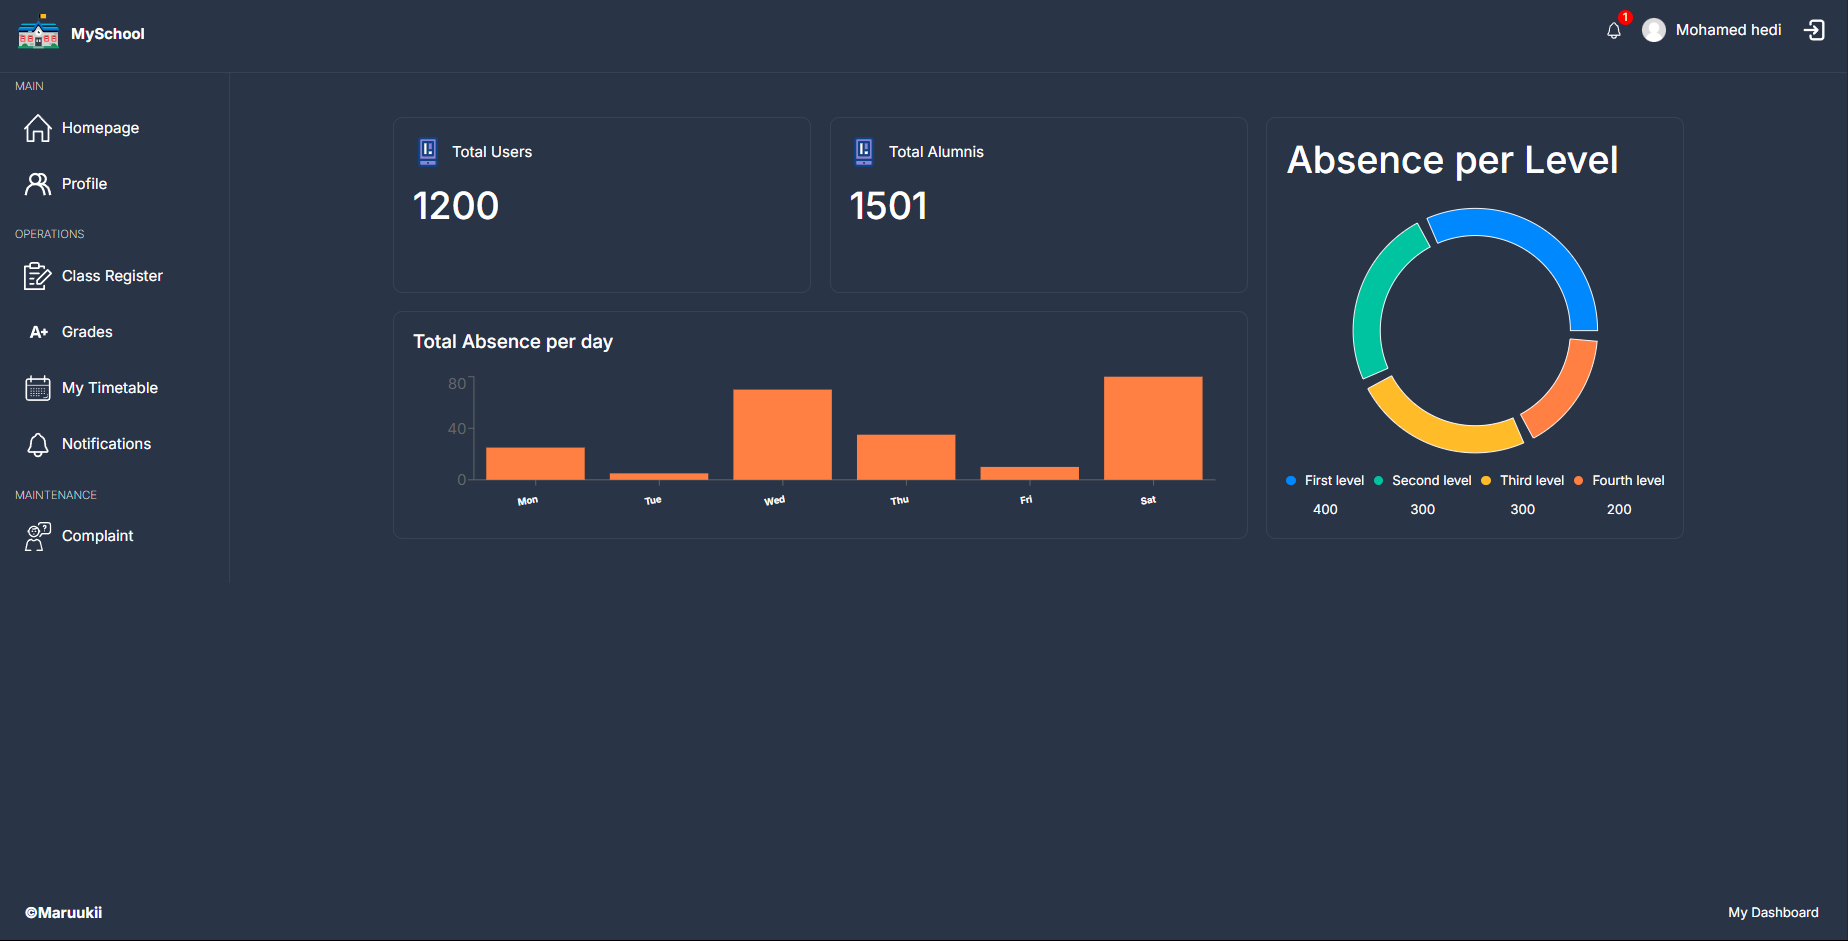 MySchool
1
Mohamed hedi
MAIN
Homepage
Profile
OPERATIONS
Class Register
A+ Grades
My Timetable
Notifications
MAINTENANCE
Complaint
Total Users
1200
Total Alumnis
1501
Total Absence per day
80
40
0
Mon Tue Wed Thu Fri Sat
Absence per Level
First level Second level Third level Fourth level
400 300 300 200
©Maruukii
My Dashboard